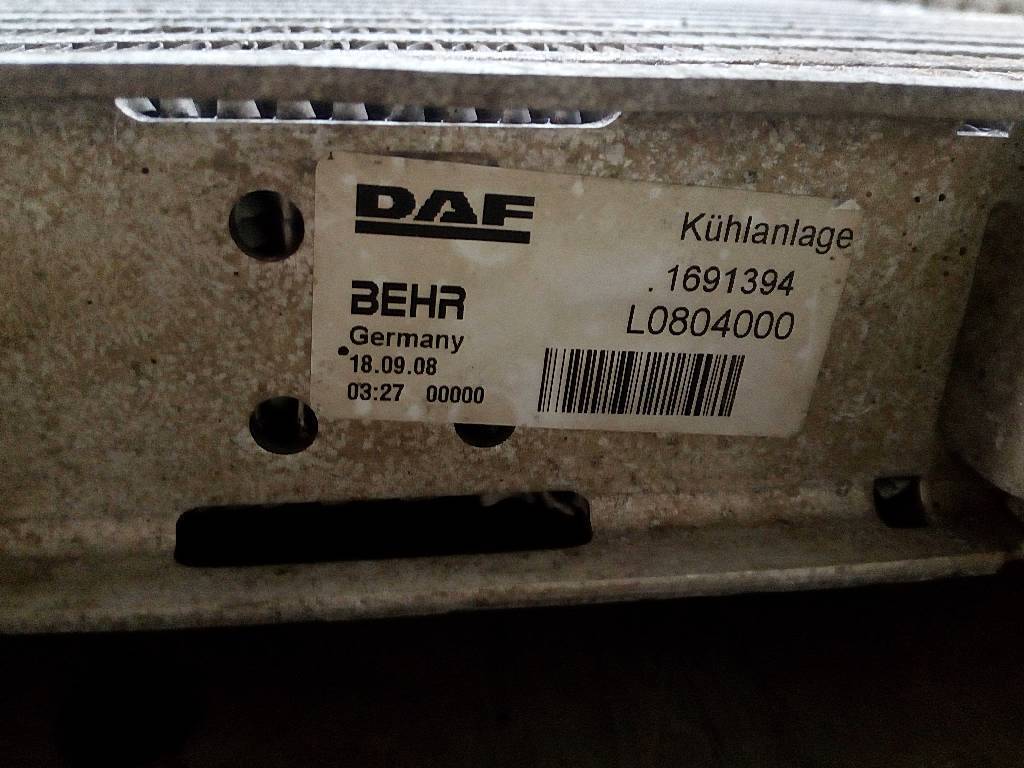 DAF
Kühlanlage
.1691394
L0804000
BEHR
Germany
18.09.08
03:27 00000